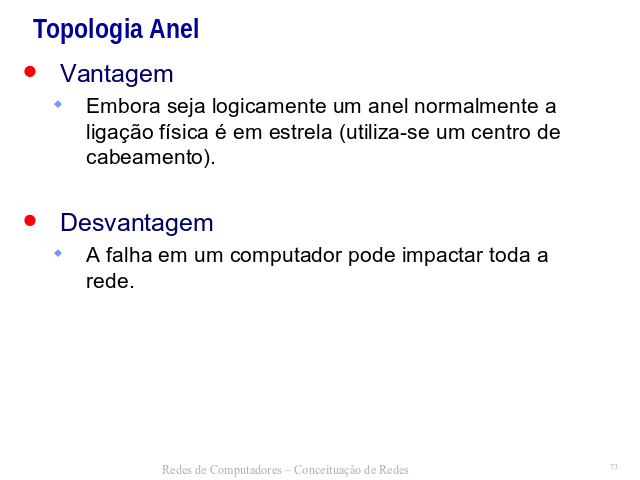 Topologia Anel
Vantagem
Embora seja logicamente um anel normalmente a
ligação física é em estrela (utiliza-se um centro de
cabeamento).
Desvantagem
A falha em um computador pode impactar toda a
rede.
Redes de Computadores – Conceituação de Redes
73